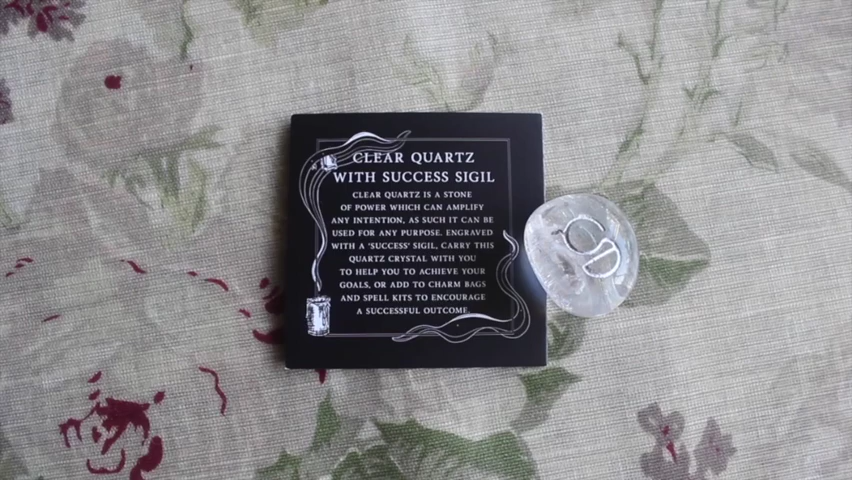 CLEAR QUARTZ
WITH SUCCESS SIGIL
CLEAR QUARTZ IS A STONE
OF POWER WHICH CAN AMPLIFY
ANY INTENTION, AS SUCH IT CAN BE
USED FOR ANY PURPOSE. ENGRAVED
WITH A 'SUCCESS' SIGIL, CARRY THIS
QUARTZ CRYSTAL WITH YOU
TO HELP YOU TO ACHIEVE YOUR
GOALS, OR ADD TO CHARM BAGS
AND SPELL KITS TO ENCOURAGE
A SUCCESSFUL OUTCOME.